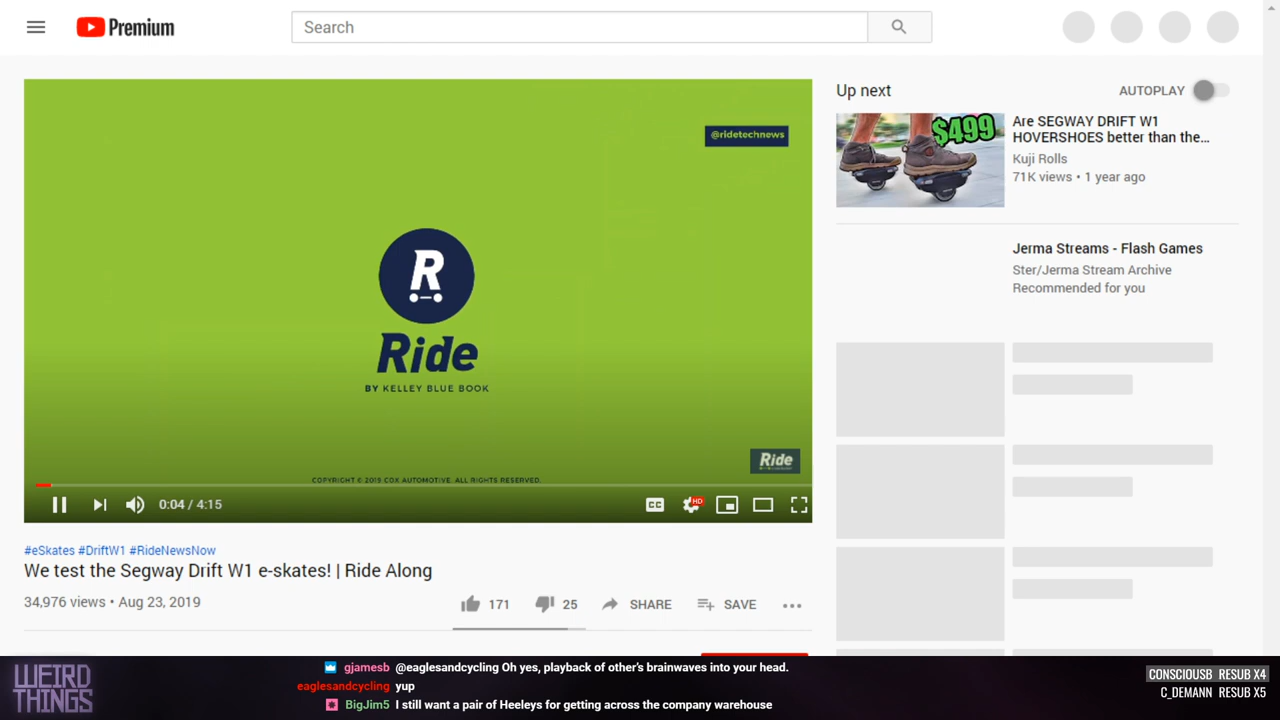 Premium
Search
@ridetechnews
R
Ride
BY KELLEY BLUE BOOK
Ride
COPYRIGHT © 2019 COX AUTOMOTIVE. ALL RIGHTS RESERVED.
0:04 / 4:15
CC
HD
#eSkates #DriftW1 #RideNewsNow
We test the Segway Drift W1 e-skates! | Ride Along
34,976 views • Aug 23, 2019
171
25
SHARE
SAVE
Up next
AUTOPLAY
$499
Are SEGWAY DRIFT W1
HOVERSHOES better than the...
Kuji Rolls
71K views • 1 year ago
Jerma Streams - Flash Games
Ster/Jerma Stream Archive
Recommended for you
WEIRD
THINGS
gjamesb @eaglesandcycling Oh yes, playback of other's brainwaves into your head.
eaglesandcycling yup
BigJim5 I still want a pair of Heeleys for getting across the company warehouse
CONSCIOUSB RESUB X4
C_DEMANN RESUB X5